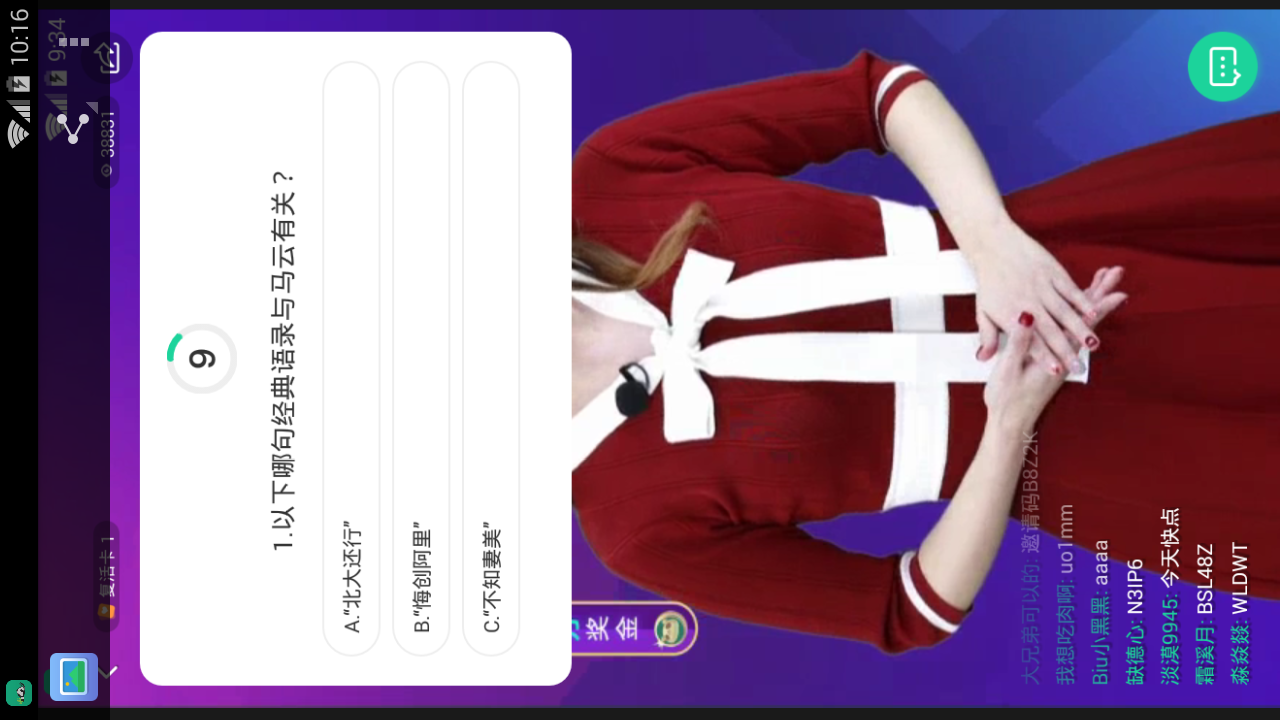 10:16
9:34
38831
复活卡 1
9
1.以下哪句经典语录与马云有关？
A.“北大还行”
B.“悔创阿里”
C.“不知妻美”
奖金
大兄弟可以的: 邀请码B8Z2K
我想吃肉啊: uo1mm
Biu小黑黑: aaaa
缺德心: N3IP6
淡漠9945: 今天快点
霜溪月: BSL48Z
猋焱燚: WLDWT